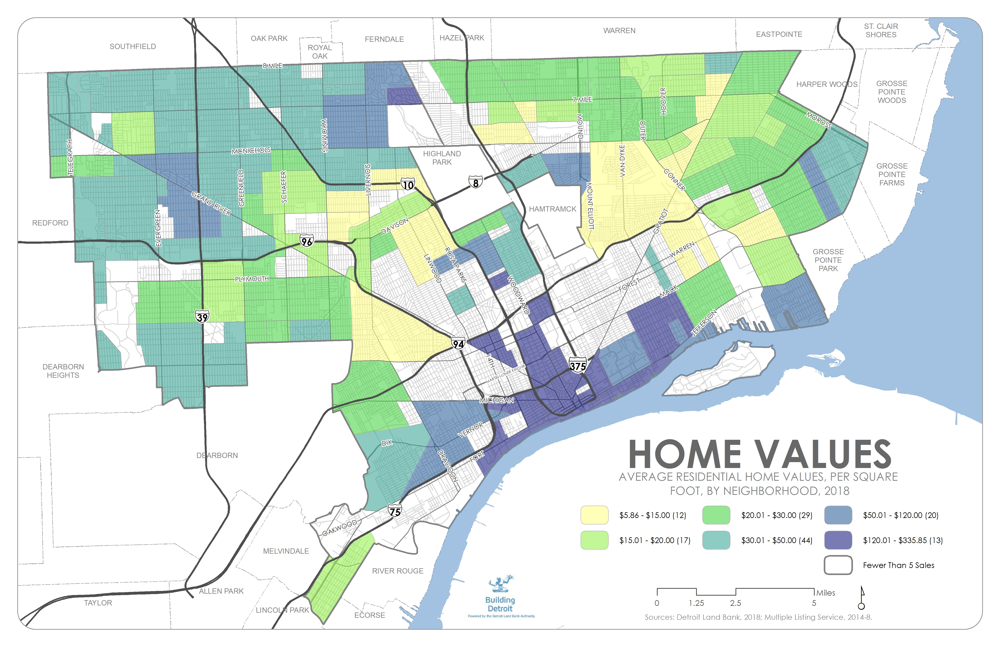 SOUTHFIELD
OAK PARK
ROYAL
OAK
FERNDALE
HAZEL PARK
WARREN
EASTPOINTE
ST. CLAIR
SHORES
8 MILE
HARPER WOODS
GROSSE
POINTE
WOODS
7 MILE
HOOVER
MOROSS
TELEGRAPH
WYOMING
MOUND
OUTER
MCNICHOLS
HIGHLAND
PARK
VAN DYKE
GROSSE
POINTE
FARMS
GREENFIELD
SCHAEFER
LIVERNOIS
10
8
CONNER
GRAND RIVER
MOUNT ELLIOTT
HAMTRAMCK
REDFORD
EVERGREEN
DAVISON
GRATIOT
96
LINWOOD
ROSA PARKS
WARREN
GROSSE
POINTE
PARK
PLYMOUTH
WOODWARD
FOREST
MACK
39
JEFFERSON
94
14TH
375
MARTIN LUTHER KING JR
DEARBORN
HEIGHTS
MICHIGAN
VERNOR
DIX
DEARBORN
DRAGOON
FORT
75
OAKWOOD
MELVINDALE
RIVER ROUGE
ALLEN PARK
TAYLOR
LINCOLN PARK
ECORSE
HOME VALUES
AVERAGE RESIDENTIAL HOME VALUES, PER SQUARE
FOOT, BY NEIGHBORHOOD, 2018
$5.86 - $15.00 (12)
$20.01 - $30.00 (29)
$50.01 - $120.00 (20)
$15.01 - $20.00 (17)
$30.01 - $50.00 (44)
$120.01 - $335.85 (13)
Fewer Than 5 Sales
Miles
0 1.25 2.5 5
Sources: Detroit Land Bank, 2018; Multiple Listing Service, 2014-8.
Building
Detroit
Powered by the Detroit Land Bank Authority